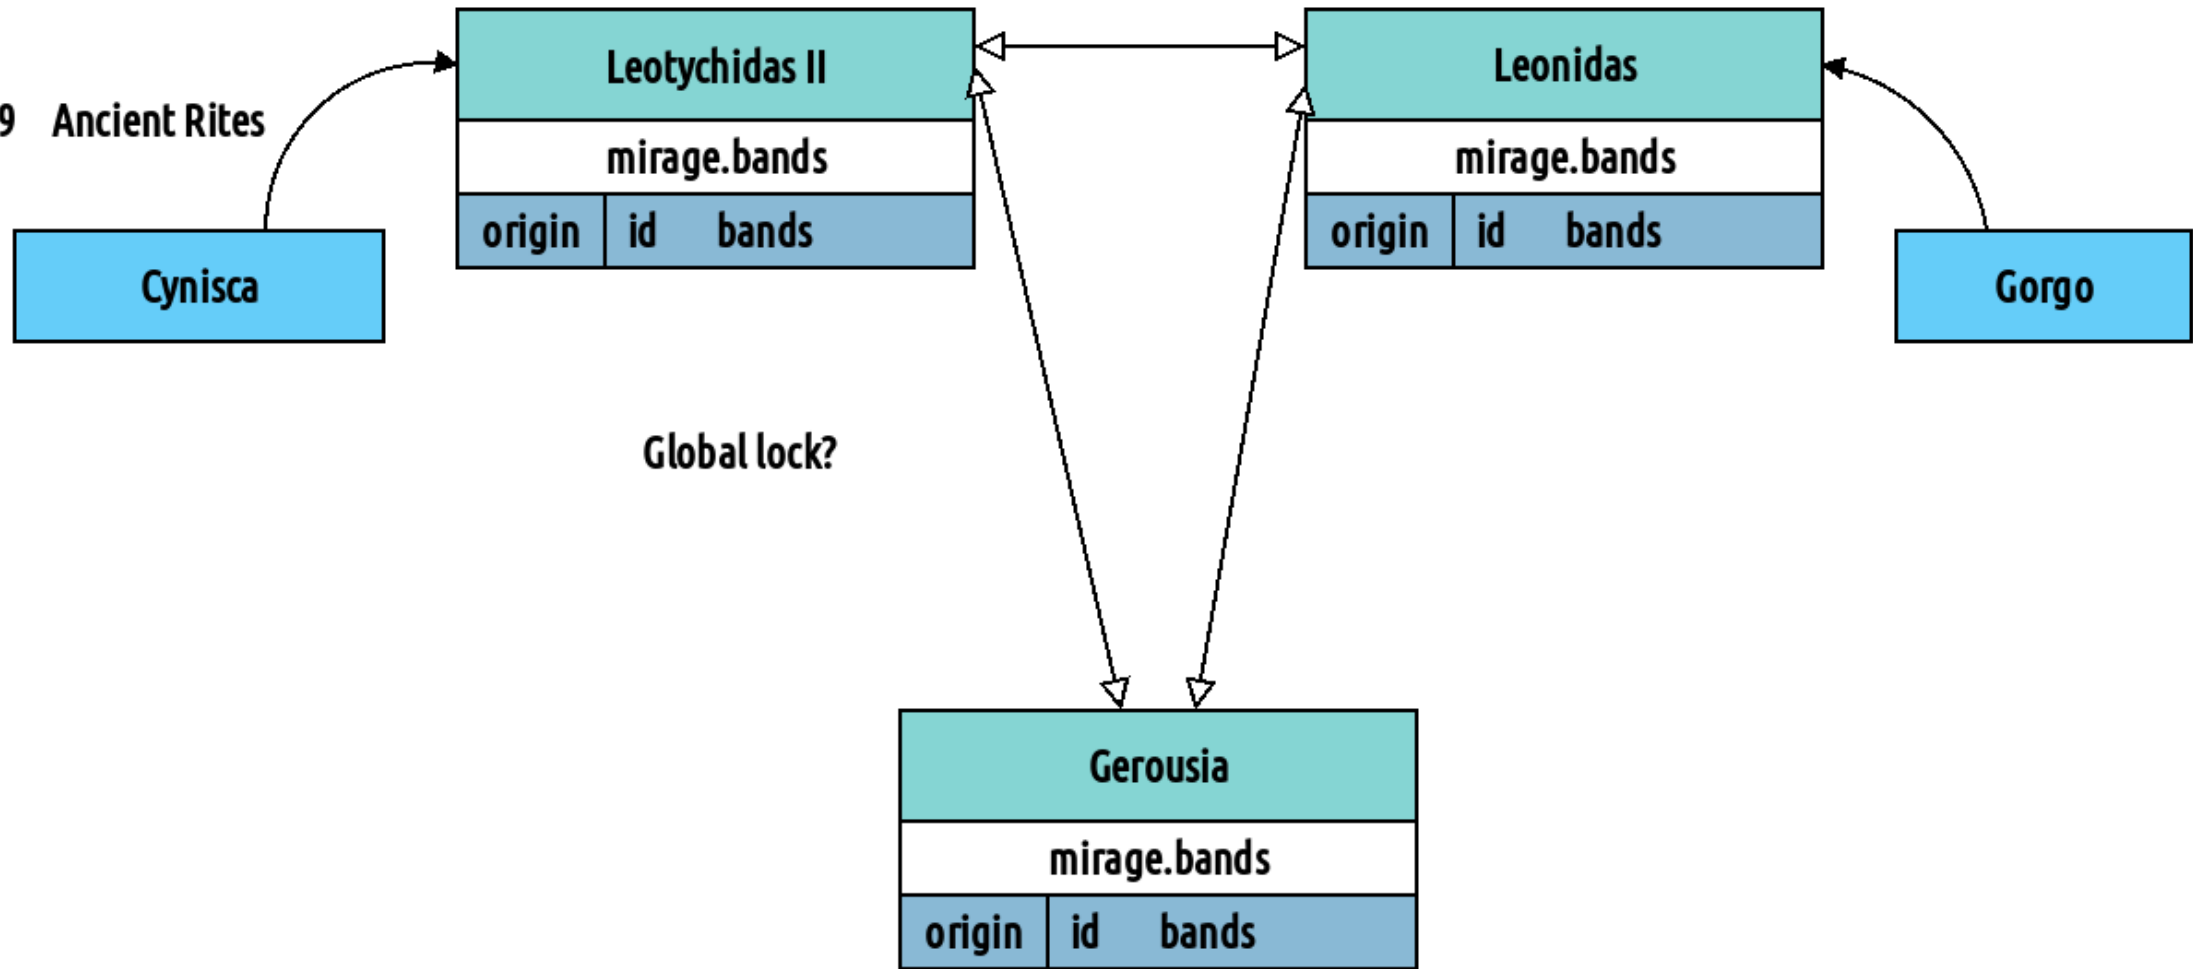 Leotychidas II
Leonidas
9 Ancient Rites
mirage.bands
mirage.bands
origin id bands
origin id bands
Cynisca
Gorgo
Global lock?
Gerousia
mirage.bands
origin id bands